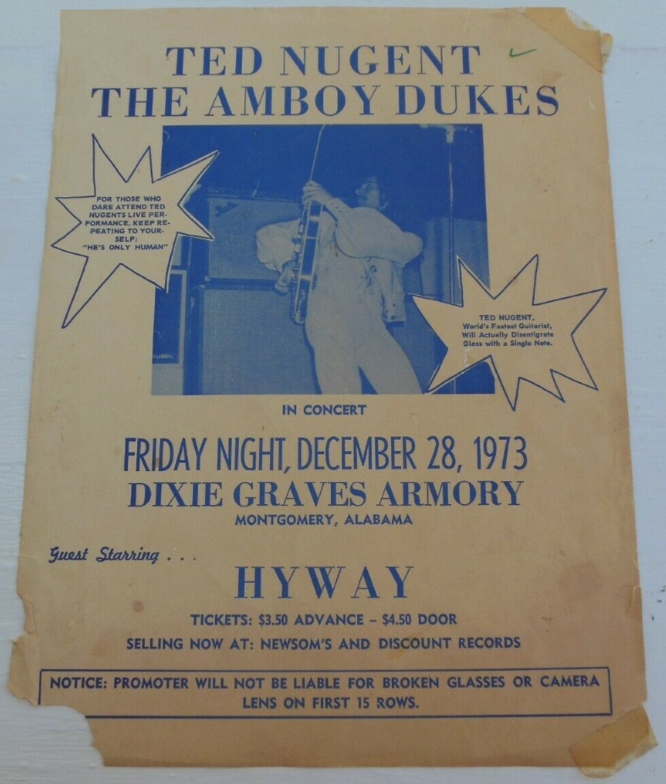 TED NUGENT
THE AMBOY DUKES
FOR THOSE WHO
DARE ATTEND TED
NUGENTS LIVE PER-
FORMANCE, KEEP RE-
PEATING TO YOUR-
SELF:
"HE'S ONLY HUMAN"
TED NUGENT,
World's Fastest Guitarist,
Will Actually Disentigrate
Glass with a Single Note.
IN CONCERT
FRIDAY NIGHT, DECEMBER 28, 1973
DIXIE GRAVES ARMORY
MONTGOMERY, ALABAMA
Guest Starring . . .
HYWAY
TICKETS: $3.50 ADVANCE – $4.50 DOOR
SELLING NOW AT: NEWSOM'S AND DISCOUNT RECORDS
NOTICE: PROMOTER WILL NOT BE LIABLE FOR BROKEN GLASSES OR CAMERA
LENS ON FIRST 15 ROWS.